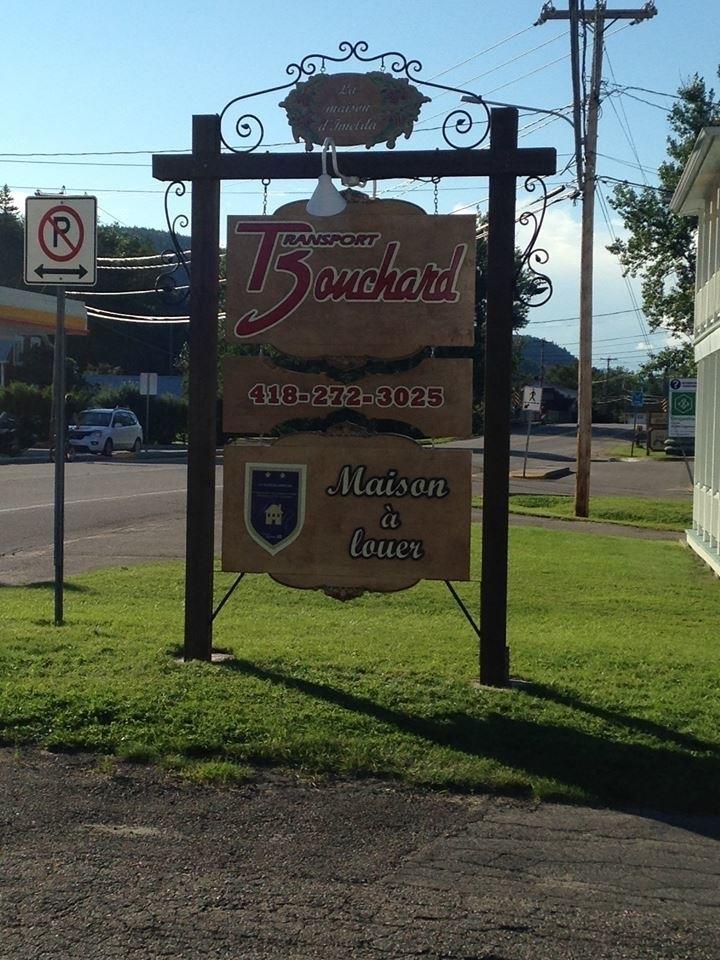 La
maison
d'Imelda
TRANSPORT
Bouchard
418-272-3025
Maison
à
louer
P
?